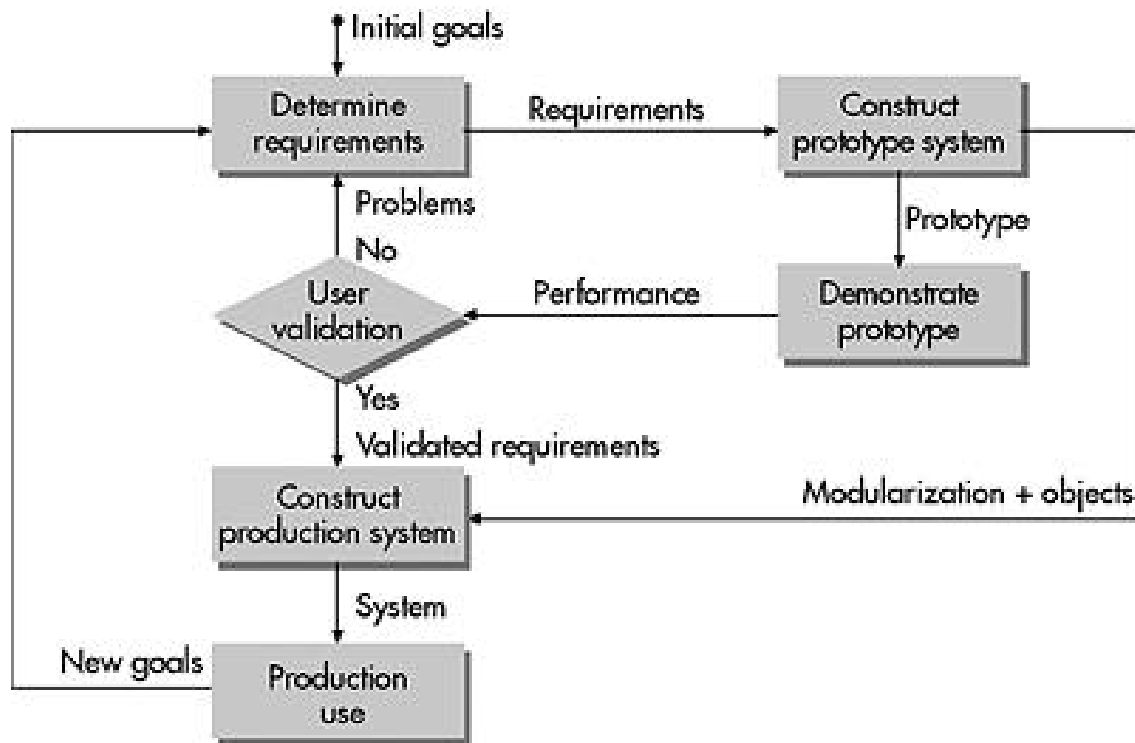 Initial goals
Determine
requirements
Requirements
Construct
prototype system
Problems
No
Prototype
User
validation
Performance
Demonstrate
prototype
Yes
Validated requirements
Construct
production system
Modularization + objects
System
New goals
Production
use